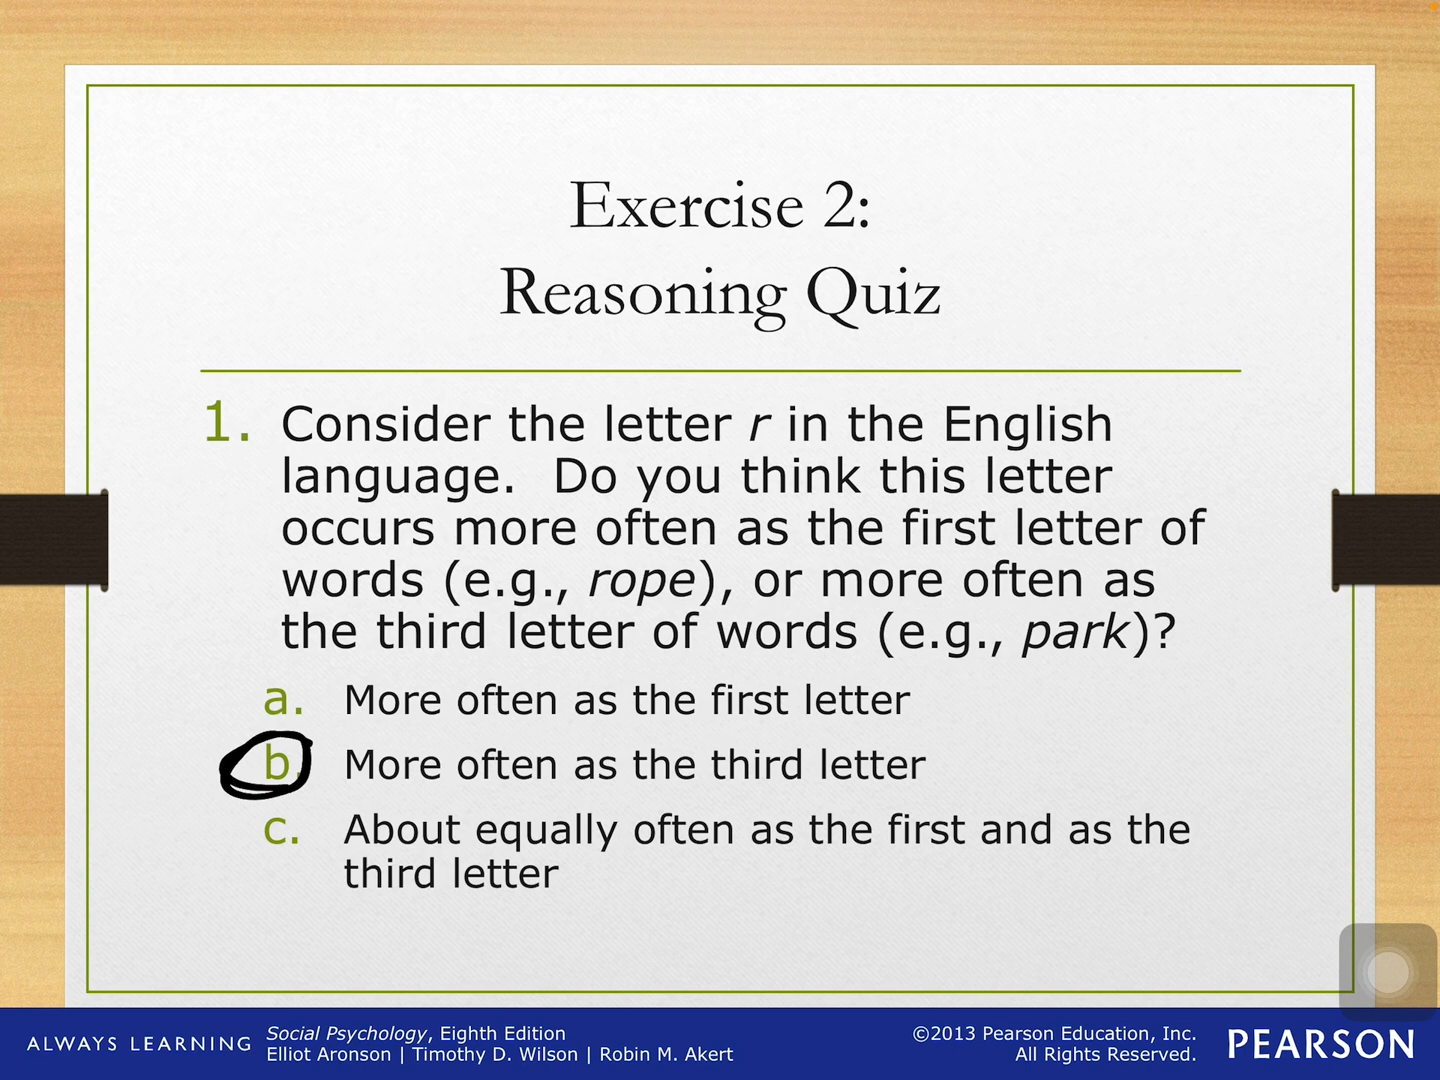 Exercise 2:
Reasoning Quiz
1. Consider the letter r in the English
language.  Do you think this letter
occurs more often as the first letter of
words (e.g., rope), or more often as
the third letter of words (e.g., park)?
a. More often as the first letter
b. More often as the third letter
c. About equally often as the first and as the
third letter
ALWAYS LEARNING
Social Psychology, Eighth Edition
Elliot Aronson | Timothy D. Wilson | Robin M. Akert
©2013 Pearson Education, Inc.
All Rights Reserved.
PEARSON